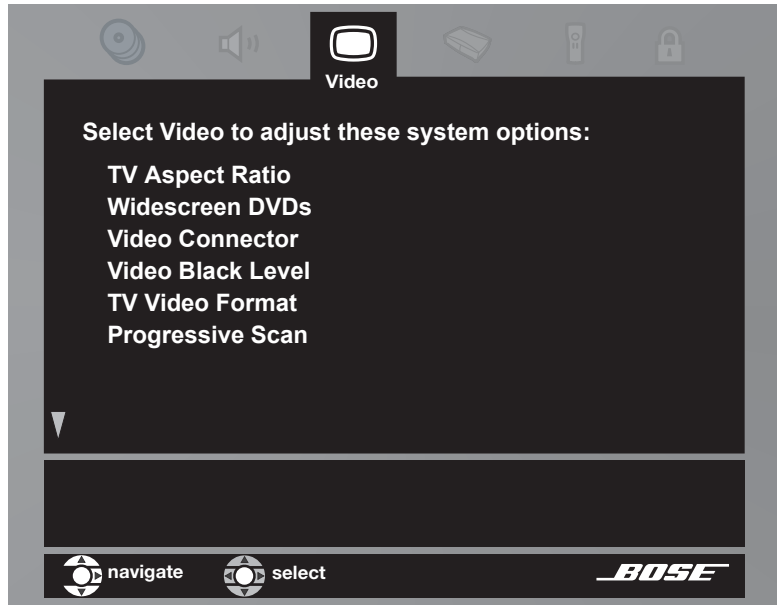 Video
Select Video to adjust these system options:
TV Aspect Ratio
Widescreen DVDs
Video Connector
Video Black Level
TV Video Format
Progressive Scan
navigate select BOSE